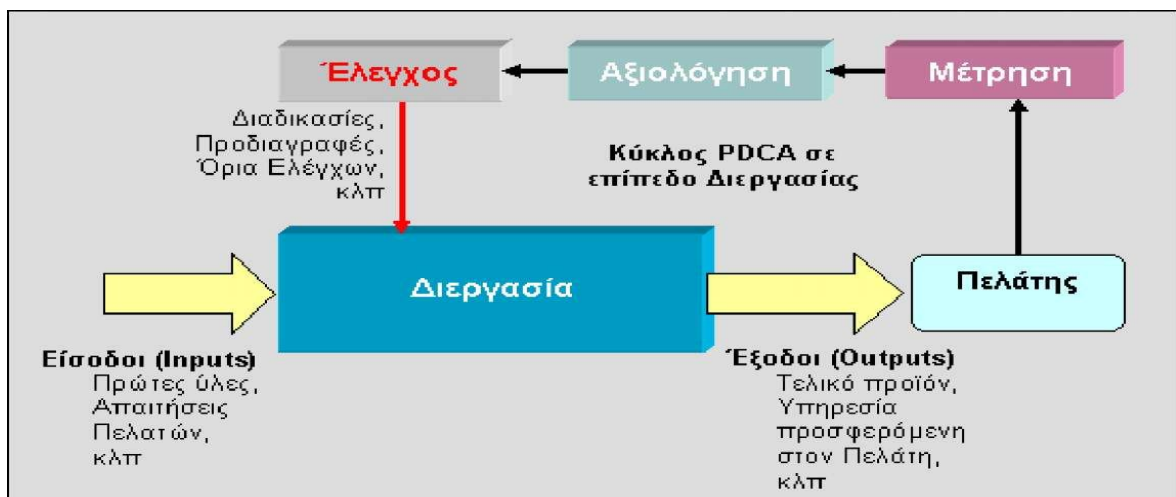 Έλεγχος
Αξιολόγηση
Μέτρηση
Διαδικασίες,
Προδιαγραφές,
Όρια Ελέγχων,
κλπ
Κύκλος PDCA σε
επίπεδο Διεργασίας
Διεργασία
Πελάτης
Είσοδοι (Inputs)
Πρώτες ύλες,
Απαιτήσεις
Πελατών,
κλπ
Έξοδοι (Outputs)
Τελικό προϊόν,
Υπηρεσία
προσφερόμενη
στον Πελάτη,
κλπ